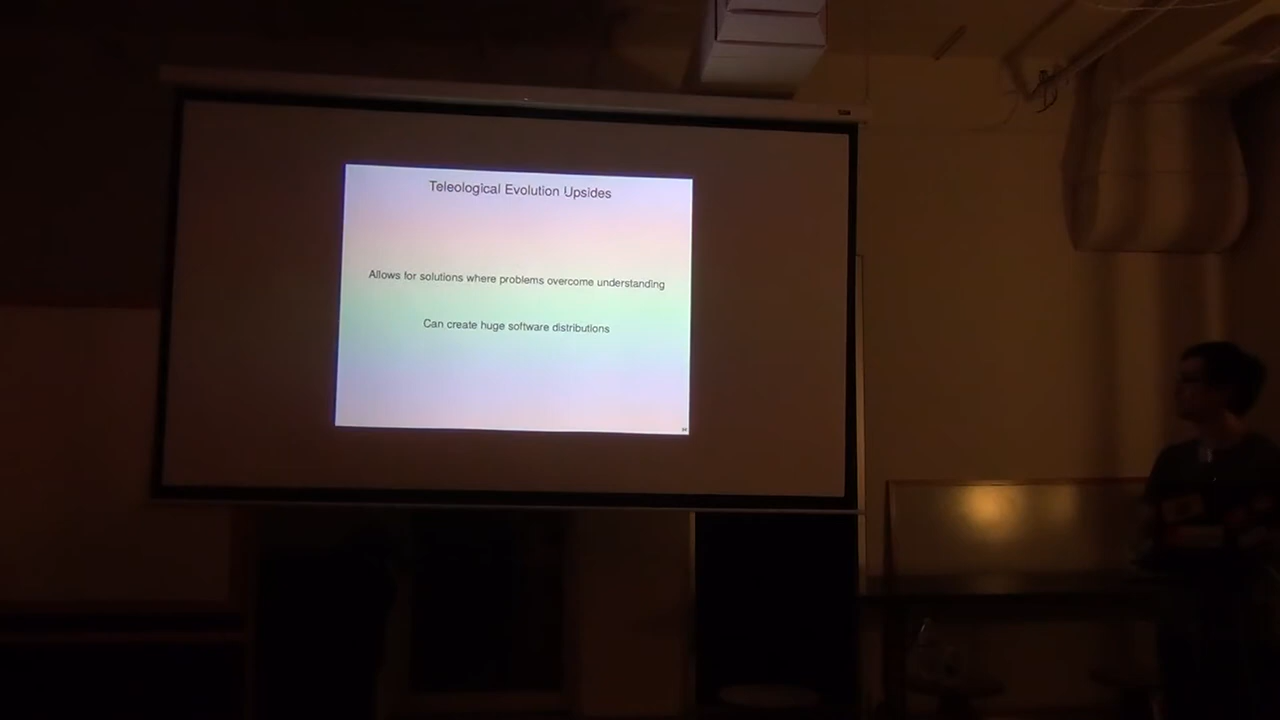 Teleological Evolution Upsides
Allows for solutions where problems overcome understanding
Can create huge software distributions